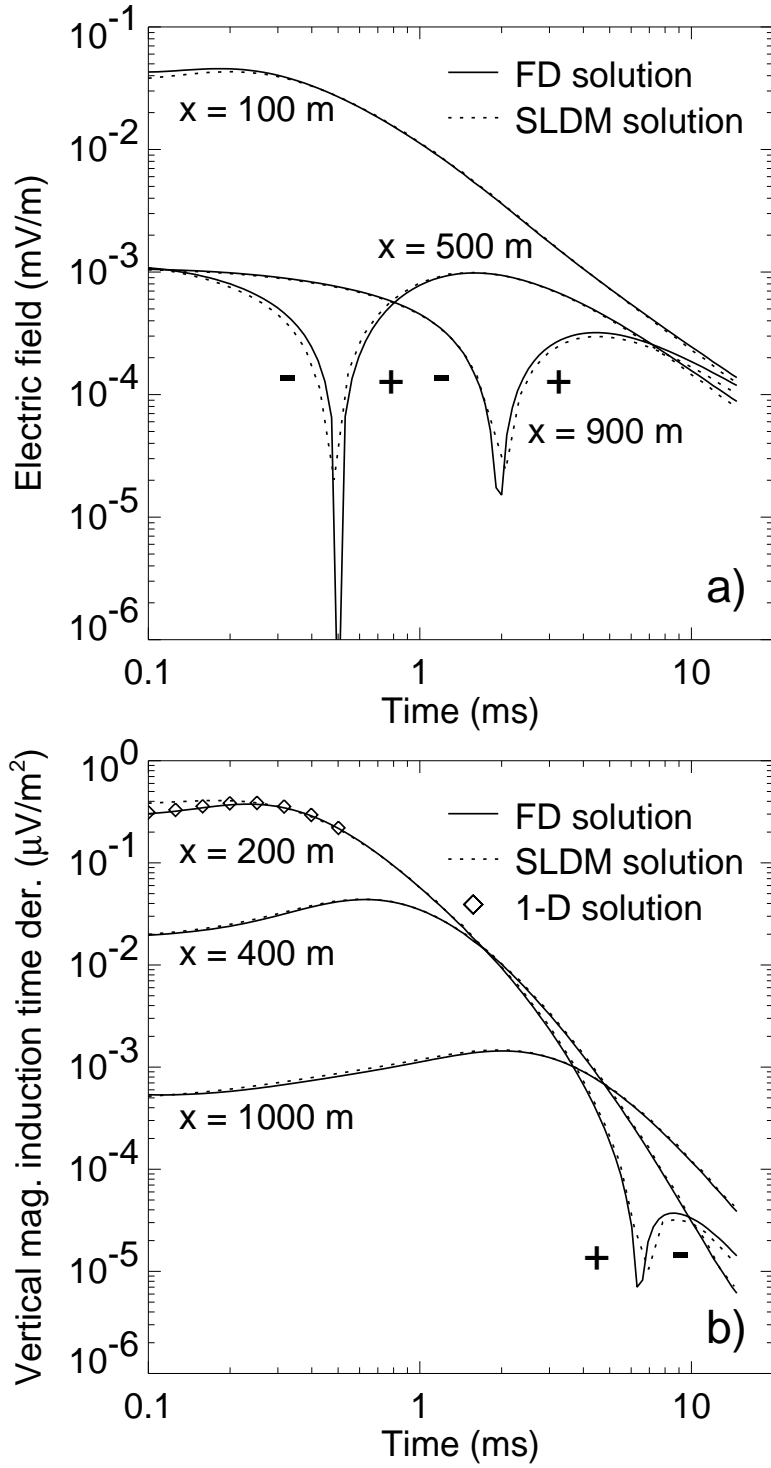 10^-1
10^-2
10^-3
10^-4
10^-5
10^-6
Electric field (mV/m)
FD solution
SLDM solution
x = 100 m
x = 500 m
- + - +
x = 900 m
a)
0.1 1 10
Time (ms)
10^0
10^-1
10^-2
10^-3
10^-4
10^-5
10^-6
Vertical mag. induction time der. (μV/m^2)
FD solution
SLDM solution
1-D solution
x = 200 m
x = 400 m
x = 1000 m
+ -
b)
0.1 1 10
Time (ms)